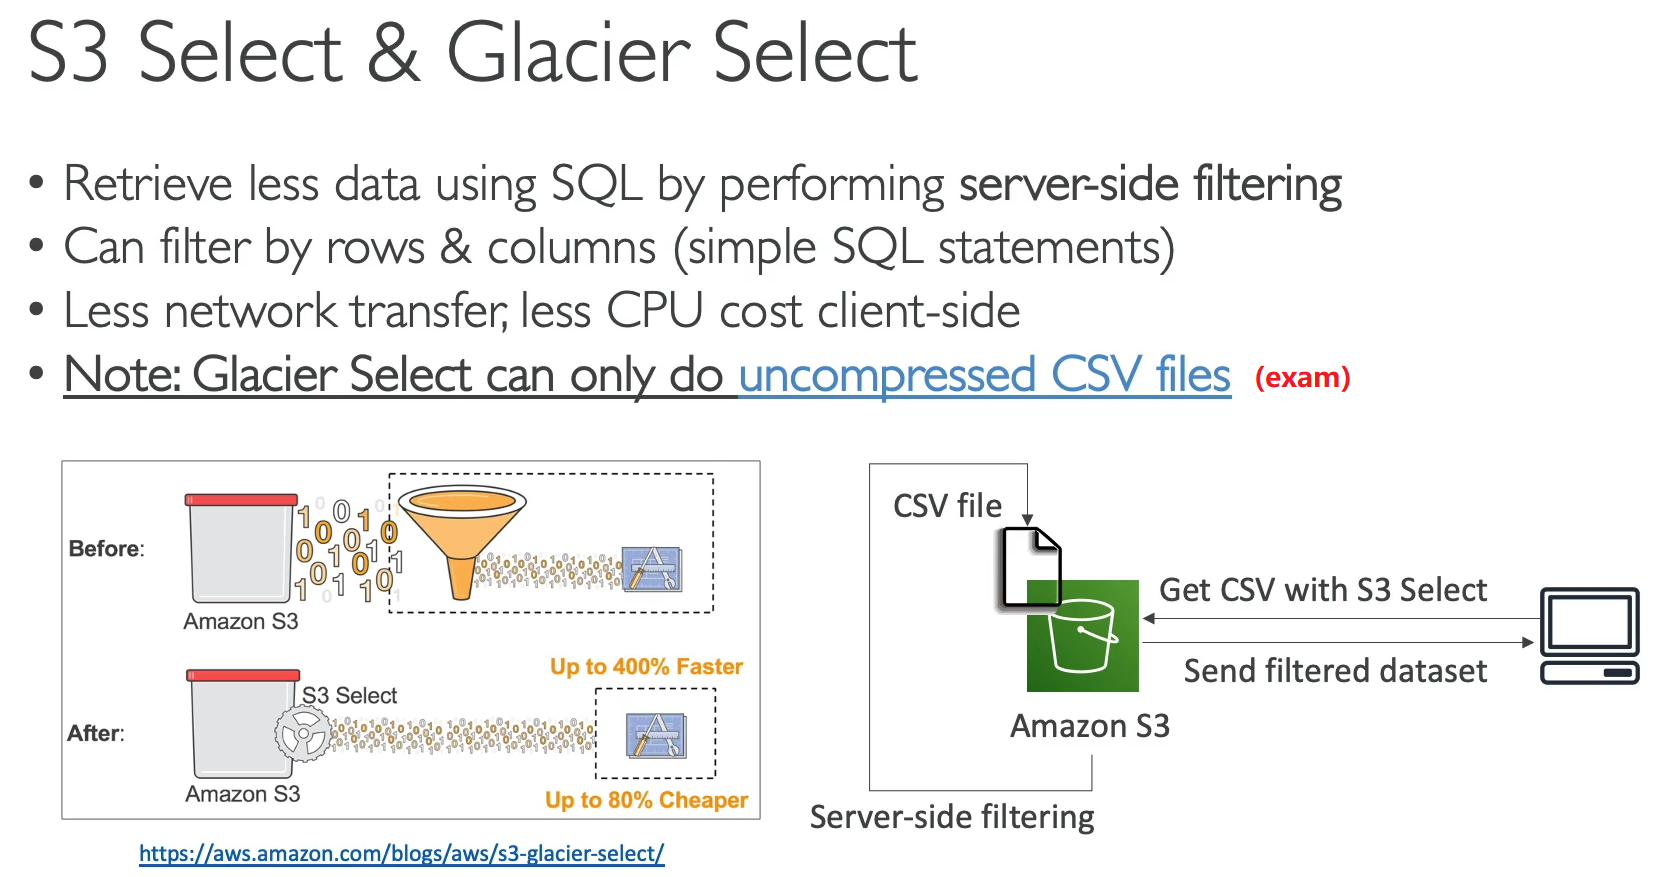 S3 Select & Glacier Select
• Retrieve less data using SQL by performing server-side filtering
• Can filter by rows & columns (simple SQL statements)
• Less network transfer, less CPU cost client-side
• Note: Glacier Select can only do uncompressed CSV files (exam)
Before:
Amazon S3
Up to 400% Faster
S3 Select
After:
Amazon S3
Up to 80% Cheaper
https://aws.amazon.com/blogs/aws/s3-glacier-select/
CSV file
Get CSV with S3 Select
Send filtered dataset
Amazon S3
Server-side filtering